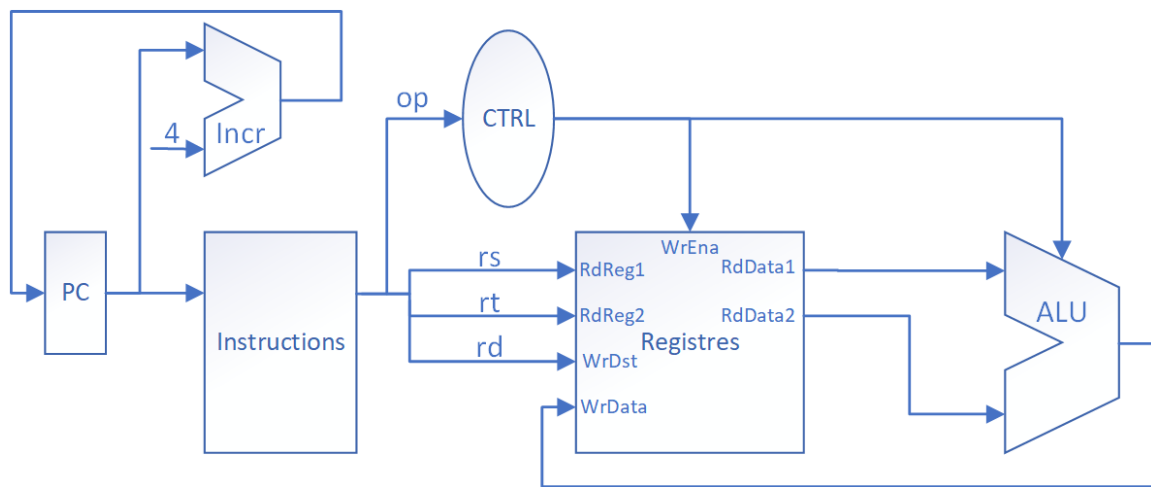 op
CTRL
4
Incr
PC
Instructions
rs
rt
rd
WrEna
RdReg1
RdData1
RdReg2
RdData2
Registres
WrDst
WrData
ALU